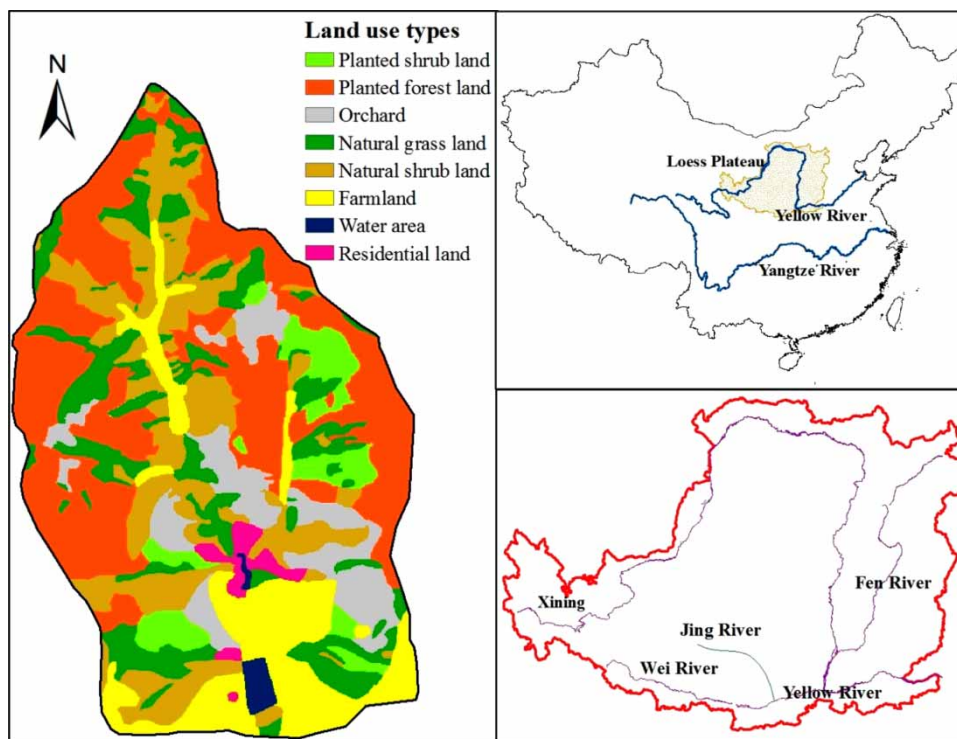 Land use types
N
Planted shrub land
Planted forest land
Orchard
Natural grass land
Natural shrub land
Farmland
Water area
Residential land
Loess Plateau
Yellow River
Yangtze River
Xining
Fen River
Jing River
Wei River
Yellow River